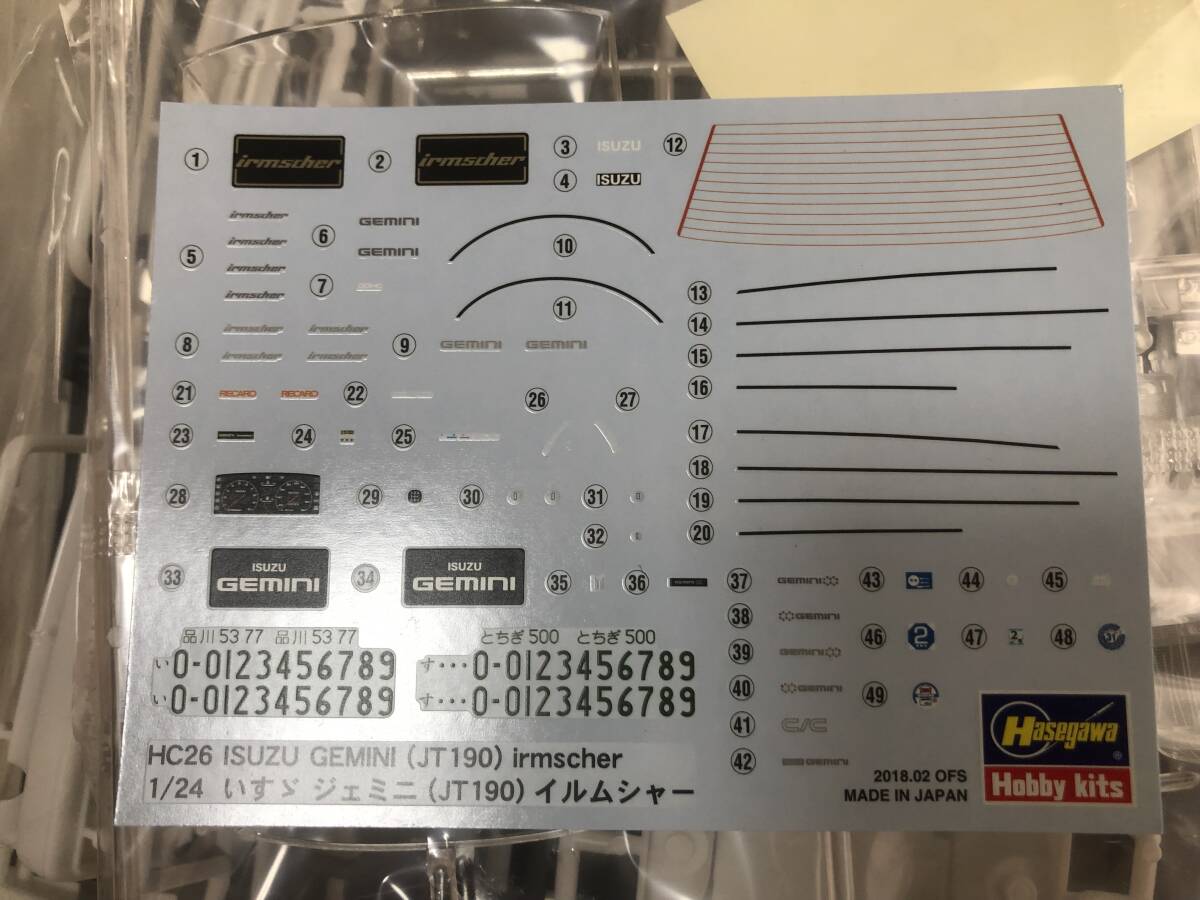 1 irmscher 2 irmscher 3 ISUZU 12
4 ISUZU
5 irmscher 6 GEMINI
irmscher GEMINI 10
irmscher 7 DOHC
irmscher 11
13
14
8 irmscher irmscher 9 GEMINI GEMINI
irmscher irmscher
15
16
21 RECARO RECARO 22 26 27
23 24 25
17
18
28 29 30 0 0 31 0
19
32 0
20
33 ISUZU GEMINI 34 ISUZU GEMINI 35 36
37 GEMINI 43 44 45
38 GEMINI
39 GEMINI 46 2 47 2 48
40 GEMINI 49
41 C/C
42 GEMINI
品川 53 77 品川 53 77 とちぎ 500 とちぎ 500
い 0-0123456789 す ･･･ 0-0123456789
い 0-0123456789 す ･･･ 0-0123456789
HC26 ISUZU GEMINI (JT190) irmscher
1/24 いすゞ ジェミニ (JT190) イルムシャー
2018.02 OFS
MADE IN JAPAN
Hasegawa ®
Hobby kits